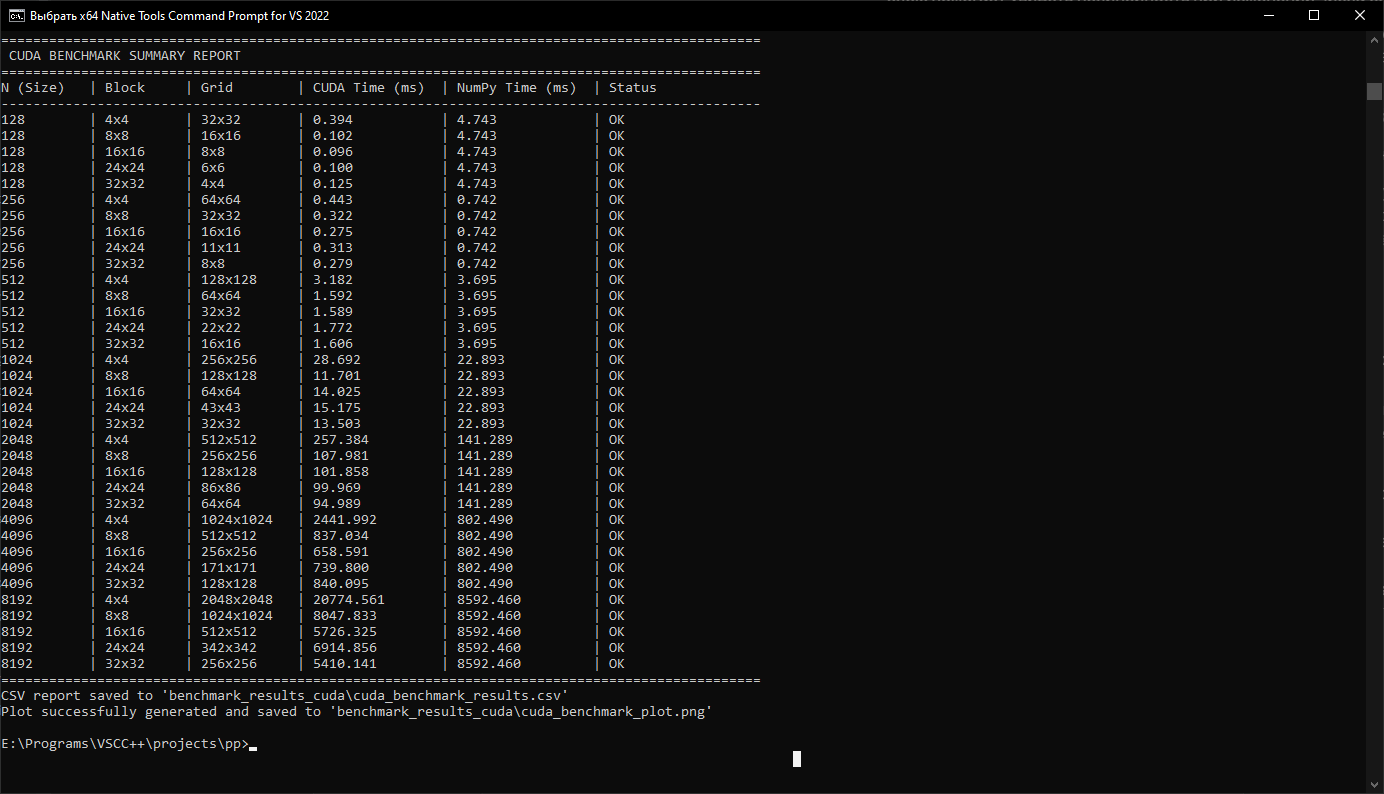 Выбрать x64 Native Tools Command Prompt for VS 2022
===============================================================================================
CUDA BENCHMARK SUMMARY REPORT
===============================================================================================
N (Size) | Block | Grid | CUDA Time (ms) | NumPy Time (ms) | Status
-----------------------------------------------------------------------------------------------
128 | 4x4 | 32x32 | 0.394 | 4.743 | OK
128 | 8x8 | 16x16 | 0.102 | 4.743 | OK
128 | 16x16 | 8x8 | 0.096 | 4.743 | OK
128 | 24x24 | 6x6 | 0.100 | 4.743 | OK
128 | 32x32 | 4x4 | 0.125 | 4.743 | OK
256 | 4x4 | 64x64 | 0.443 | 0.742 | OK
256 | 8x8 | 32x32 | 0.322 | 0.742 | OK
256 | 16x16 | 16x16 | 0.275 | 0.742 | OK
256 | 24x24 | 11x11 | 0.313 | 0.742 | OK
256 | 32x32 | 8x8 | 0.279 | 0.742 | OK
512 | 4x4 | 128x128 | 3.182 | 3.695 | OK
512 | 8x8 | 64x64 | 1.592 | 3.695 | OK
512 | 16x16 | 32x32 | 1.589 | 3.695 | OK
512 | 24x24 | 22x22 | 1.772 | 3.695 | OK
512 | 32x32 | 16x16 | 1.606 | 3.695 | OK
1024 | 4x4 | 256x256 | 28.692 | 22.893 | OK
1024 | 8x8 | 128x128 | 11.701 | 22.893 | OK
1024 | 16x16 | 64x64 | 14.025 | 22.893 | OK
1024 | 24x24 | 43x43 | 15.175 | 22.893 | OK
1024 | 32x32 | 32x32 | 13.503 | 22.893 | OK
2048 | 4x4 | 512x512 | 257.384 | 141.289 | OK
2048 | 8x8 | 256x256 | 107.981 | 141.289 | OK
2048 | 16x16 | 128x128 | 101.858 | 141.289 | OK
2048 | 24x24 | 86x86 | 99.969 | 141.289 | OK
2048 | 32x32 | 64x64 | 94.989 | 141.289 | OK
4096 | 4x4 | 1024x1024 | 2441.992 | 802.490 | OK
4096 | 8x8 | 512x512 | 837.034 | 802.490 | OK
4096 | 16x16 | 256x256 | 658.591 | 802.490 | OK
4096 | 24x24 | 171x171 | 739.800 | 802.490 | OK
4096 | 32x32 | 128x128 | 840.095 | 802.490 | OK
8192 | 4x4 | 2048x2048 | 20774.561 | 8592.460 | OK
8192 | 8x8 | 1024x1024 | 8047.833 | 8592.460 | OK
8192 | 16x16 | 512x512 | 5726.325 | 8592.460 | OK
8192 | 24x24 | 342x342 | 6914.856 | 8592.460 | OK
8192 | 32x32 | 256x256 | 5410.141 | 8592.460 | OK
===============================================================================================
CSV report saved to 'benchmark_results_cuda\cuda_benchmark_results.csv'
Plot successfully generated and saved to 'benchmark_results_cuda\cuda_benchmark_plot.png'
E:\Programs\VSCC++\projects\pp>